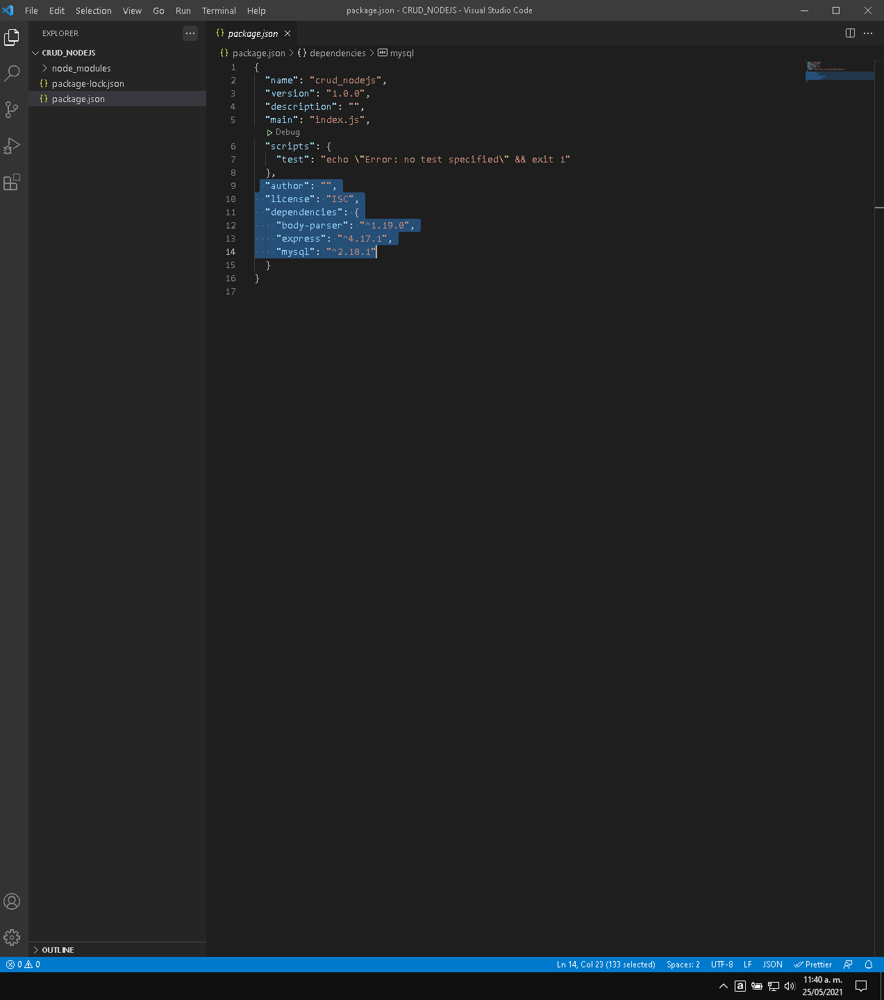 File Edit Selection View Go Run Terminal Help package.json - CRUD_NODEJS - Visual Studio Code
EXPLORER
CRUD_NODEJS
node_modules
package-lock.json
package.json
OUTLINE
package.json
package.json > {} dependencies > mysql
1 {
2 "name": "crud_nodejs",
3 "version": "1.0.0",
4 "description": "",
5 "main": "index.js",
Debug
6 "scripts": {
7 "test": "echo \"Error: no test specified\" && exit 1"
8 },
9 "author": "",
10 "license": "ISC",
11 "dependencies": {
12 "body-parser": "^1.19.0",
13 "express": "^4.17.1",
14 "mysql": "^2.18.1"
15 }
16 }
17
0 0 Ln 14, Col 23 (133 selected) Spaces: 2 UTF-8 LF JSON Prettier
a 11:40 a. m.
25/05/2021